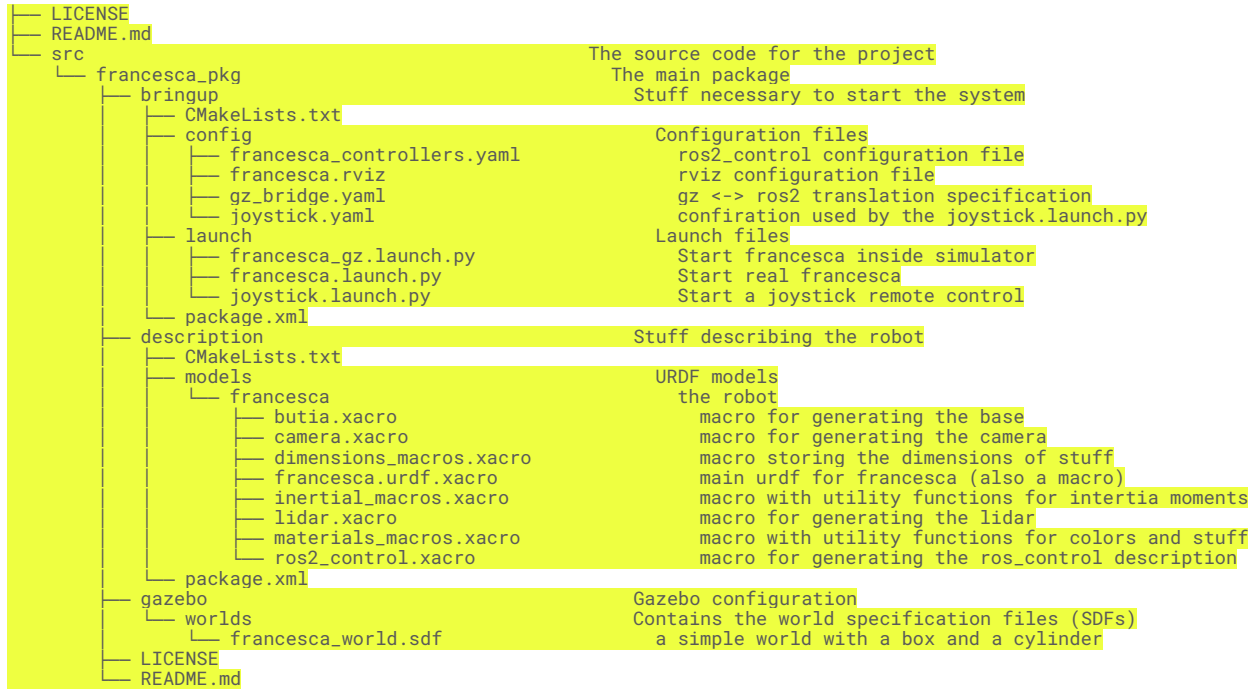 ├── LICENSE
├── README.md
└── src                                              The source code for the project
    └── francesca_pkg                                  The main package
        ├── bringup                                      Stuff necessary to start the system
        │   ├── CMakeLists.txt
        │   ├── config                                     Configuration files
        │   │   ├── francesca_controllers.yaml               ros2_control configuration file
        │   │   ├── francesca.rviz                           rviz configuration file
        │   │   ├── gz_bridge.yaml                           gz <-> ros2 translation specification
        │   │   └── joystick.yaml                            confiration used by the joystick.launch.py
        │   ├── launch                                     Launch files
        │   │   ├── francesca_gz.launch.py                   Start francesca inside simulator
        │   │   ├── francesca.launch.py                      Start real francesca
        │   │   └── joystick.launch.py                       Start a joystick remote control
        │   └── package.xml
        ├── description                                  Stuff describing the robot
        │   ├── CMakeLists.txt
        │   ├── models                                     URDF models
        │   │   └── francesca                                the robot
        │   │       ├── butia.xacro                            macro for generating the base
        │   │       ├── camera.xacro                           macro for generating the camera
        │   │       ├── dimensions_macros.xacro                macro storing the dimensions of stuff
        │   │       ├── francesca.urdf.xacro                   main urdf for francesca (also a macro)
        │   │       ├── inertial_macros.xacro                  macro with utility functions for intertia moments
        │   │       ├── lidar.xacro                            macro for generating the lidar
        │   │       ├── materials_macros.xacro                 macro with utility functions for colors and stuff
        │   │       └── ros2_control.xacro                     macro for generating the ros_control description
        │   └── package.xml
        ├── gazebo                                       Gazebo configuration
        │   └── worlds                                   Contains the world specification files (SDFs)
        │       └── francesca_world.sdf                    a simple world with a box and a cylinder
        ├── LICENSE
        └── README.md